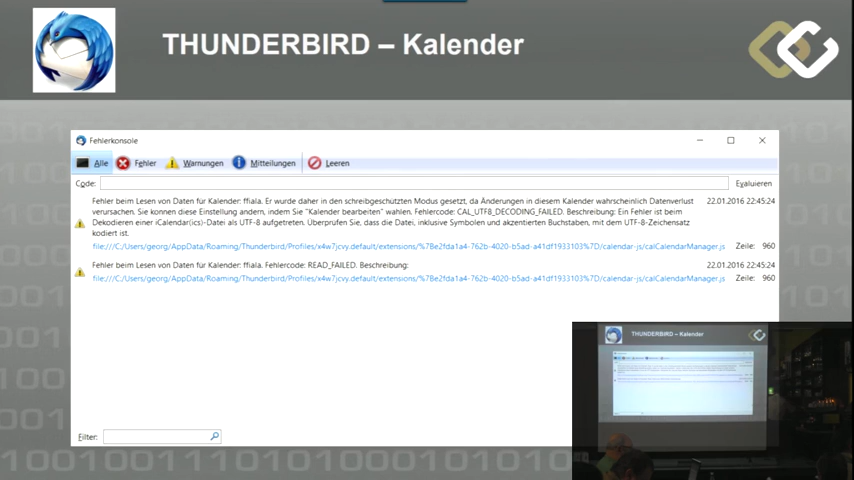 THUNDERBIRD – Kalender
Fehlerkonsole
Alle Fehler Warnungen Mitteilungen Leeren
Code: Evaluieren
Fehler beim Lesen von Daten für Kalender: ffiala. Er wurde daher in den schreibgeschützten Modus gesetzt, da Änderungen in diesem Kalender wahrscheinlich Datenverlust 22.01.2016 22:45:24
verursachen. Sie können diese Einstellung ändern, indem Sie "Kalender bearbeiten" wählen. Fehlercode: CAL_UTF8_DECODING_FAILED. Beschreibung: Ein Fehler ist beim
Dekodieren einer iCalendar(ics)-Datei als UTF-8 aufgetreten. Überprüfen Sie, dass die Datei, inklusive Symbolen und akzentierten Buchstaben, mit dem UTF-8-Zeichensatz
kodiert ist.
file:///C:/Users/georg/AppData/Roaming/Thunderbird/Profiles/x4w7jcvy.default/extensions/%7Be2fda1a4-762b-4020-b5ad-a41df1933103%7D/calendar-js/calCalendarManager.js Zeile: 960
Fehler beim Lesen von Daten für Kalender: ffiala. Fehlercode: READ_FAILED. Beschreibung: 22.01.2016 22:45:24
file:///C:/Users/georg/AppData/Roaming/Thunderbird/Profiles/x4w7jcvy.default/extensions/%7Be2fda1a4-762b-4020-b5ad-a41df1933103%7D/calendar-js/calCalendarManager.js Zeile: 960
THUNDERBIRD – Kalender
Filter: